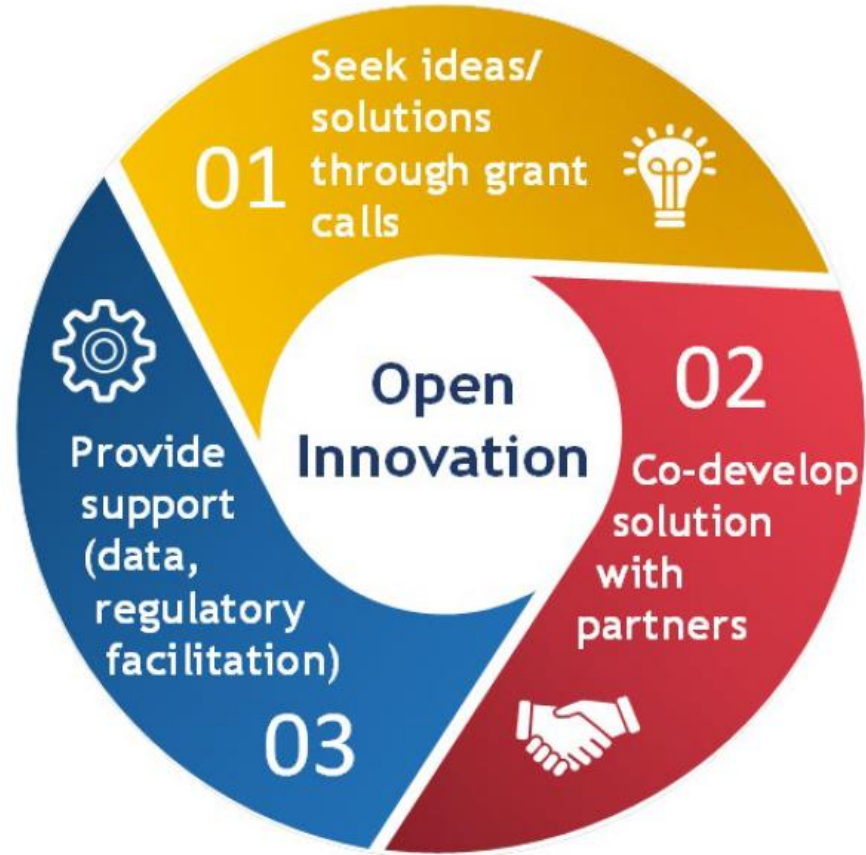 01
Seek ideas/
solutions
through grant
calls
Open
Innovation
02
Co-develop
solution
with
partners
Provide
support
(data,
regulatory
facilitation)
03